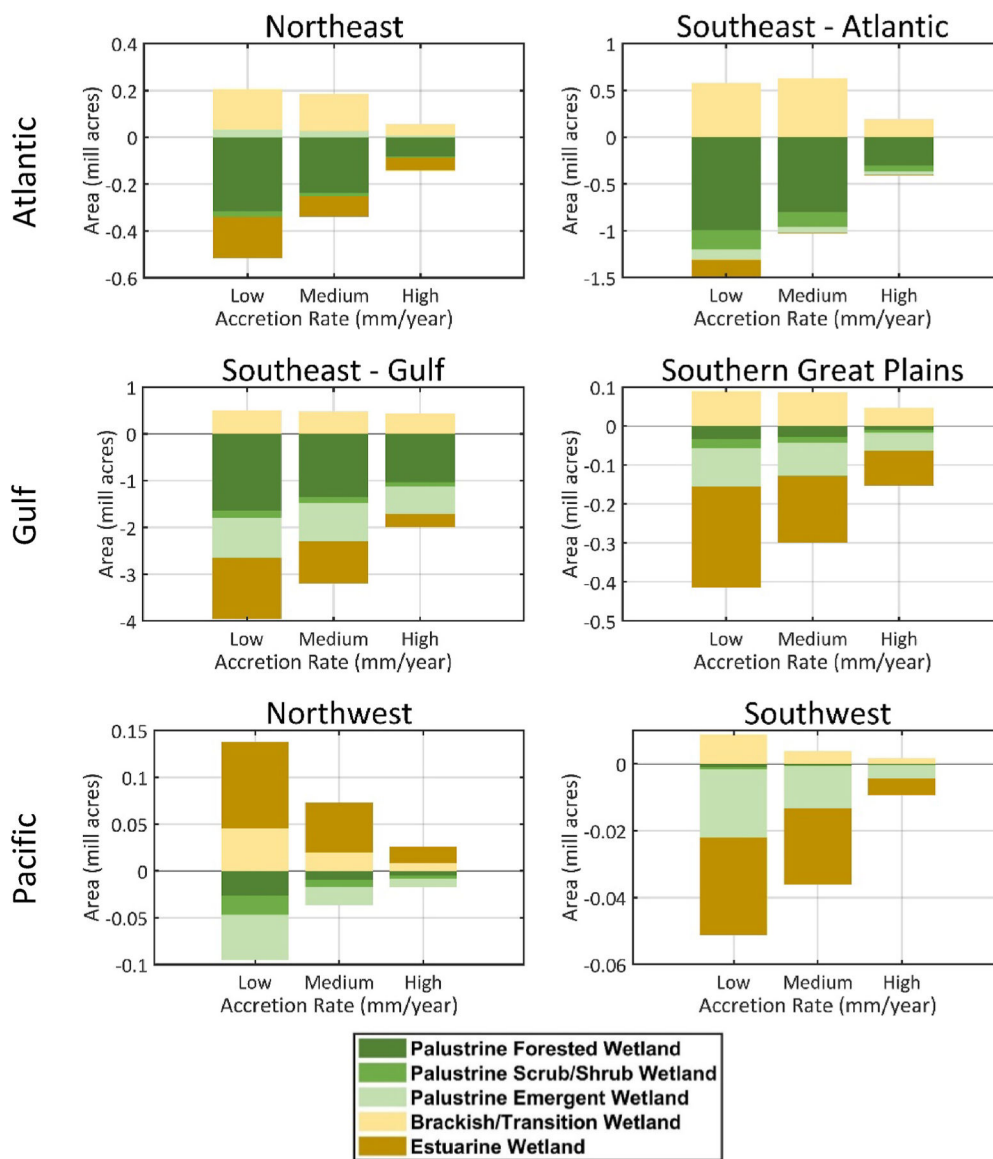 Atlantic
Northeast
Area (mill acres)
0.4
0.2
0
-0.2
-0.4
-0.6
Low Medium High
Accretion Rate (mm/year)
Southeast - Atlantic
Area (mill acres)
1
0.5
0
-0.5
-1
-1.5
Low Medium High
Accretion Rate (mm/year)
Gulf
Southeast - Gulf
Area (mill acres)
1
0
-1
-2
-3
-4
Low Medium High
Accretion Rate (mm/year)
Southern Great Plains
Area (mill acres)
0.1
0
-0.1
-0.2
-0.3
-0.4
-0.5
Low Medium High
Accretion Rate (mm/year)
Pacific
Northwest
Area (mill acres)
0.15
0.1
0.05
0
-0.05
-0.1
Low Medium High
Accretion Rate (mm/year)
Southwest
Area (mill acres)
0
-0.02
-0.04
-0.06
Low Medium High
Accretion Rate (mm/year)
Palustrine Forested Wetland
Palustrine Scrub/Shrub Wetland
Palustrine Emergent Wetland
Brackish/Transition Wetland
Estuarine Wetland